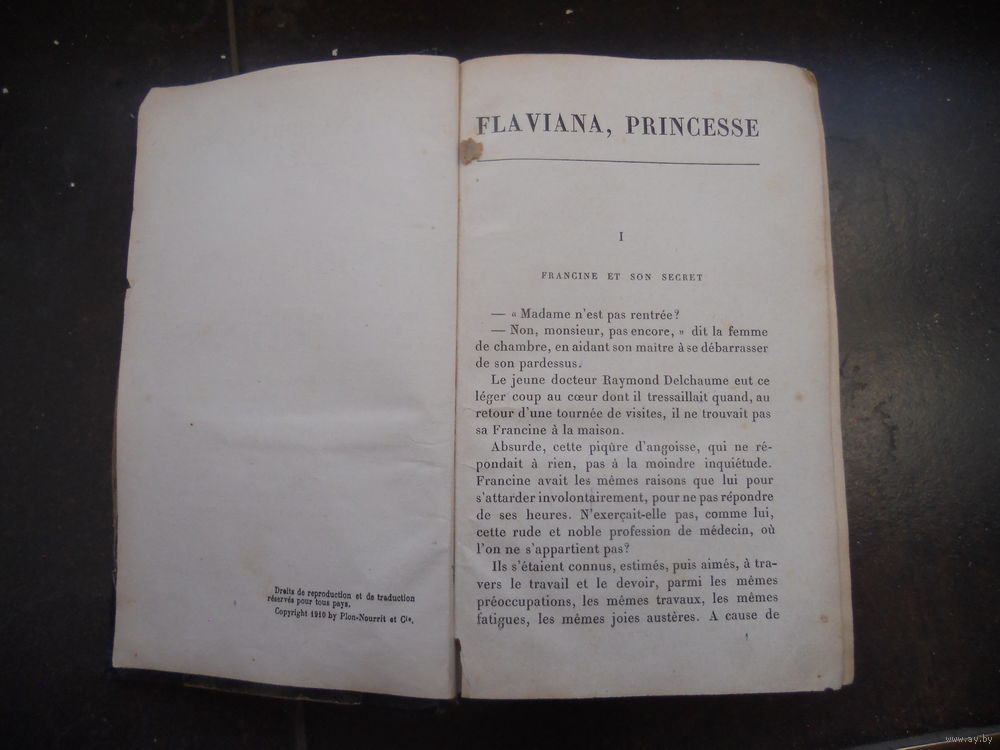 Droits de reproduction et de traduction
réservés pour tous pays.
Copyright 1910 by Plon-Nourrit et Cie.
FLAVIANA, PRINCESSE
I
FRANCINE ET SON SECRET
— « Madame n'est pas rentrée ?
— Non, monsieur, pas encore, » dit la femme
de chambre, en aidant son maitre à se débarrasser
de son pardessus.
Le jeune docteur Raymond Delchaume eut ce
léger coup au cœur dont il tressaillait quand, au
retour d'une tournée de visites, il ne trouvait pas
sa Francine à la maison.
Absurde, cette piqûre d'angoisse, qui ne ré-
pondait à rien, pas à la moindre inquiétude.
Francine avait les mêmes raisons que lui pour
s'attarder involontairement, pour ne pas répondre
de ses heures. N'exerçait-elle pas, comme lui,
cette rude et noble profession de médecin, où
l'on ne s'appartient pas ?
Ils s'étaient connus, estimés, puis aimés, à tra-
vers le travail et le devoir, parmi les mêmes
préoccupations, les mêmes travaux, les mêmes
fatigues, les mêmes joies austères. A cause de
www.ay.by